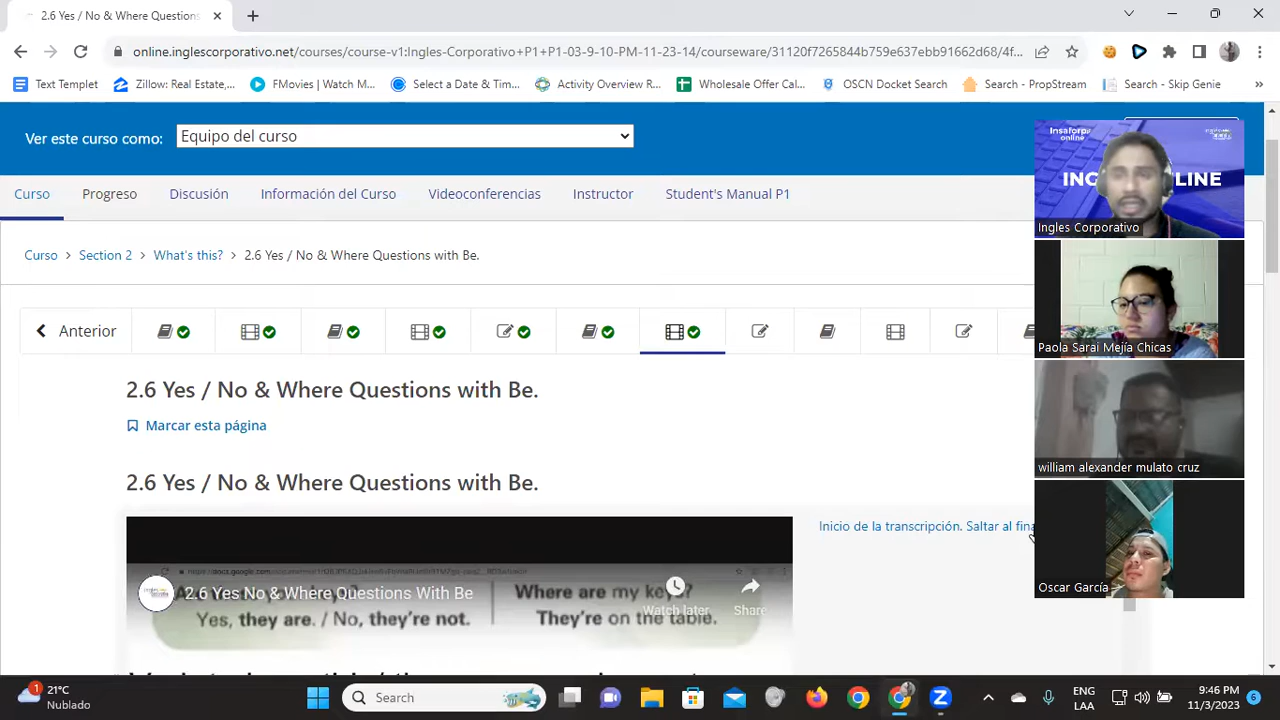 2.6 Yes / No & Where Questions
online.inglescorporativo.net/courses/course-v1:Ingles-Corporativo+P1+P1-03-9-10-PM-11-23-14/courseware/31120f7265844b759e637ebb91662d68/4f...
Text Templet
Zillow: Real Estate,...
FMovies | Watch M...
Select a Date & Tim...
Activity Overview R...
Wholesale Offer Cal...
OSCN Docket Search
Search - PropStream
Search - Skip Genie
»
Ver este curso como:
Equipo del curso
Curso
Progreso
Discusión
Información del Curso
Videoconferencias
Instructor
Student's Manual P1
Curso > Section 2 > What's this? > 2.6 Yes / No & Where Questions with Be.
Anterior
2.6 Yes / No & Where Questions with Be.
Marcar esta página
2.6 Yes / No & Where Questions with Be.
Inicio de la transcripción. Saltar al fina
2.6 Yes No & Where Questions With Be
Watch later
Share
Where are my keys?
Yes, they are. / No, they're not.
They're on the table.
Insaforp
online
ING LINE
Ingles Corporativo
Paola Sarai Mejía Chicas
william alexander mulato cruz
Oscar García
1
21°C
Nublado
Search
ENG
LAA
9:46 PM
11/3/2023
6